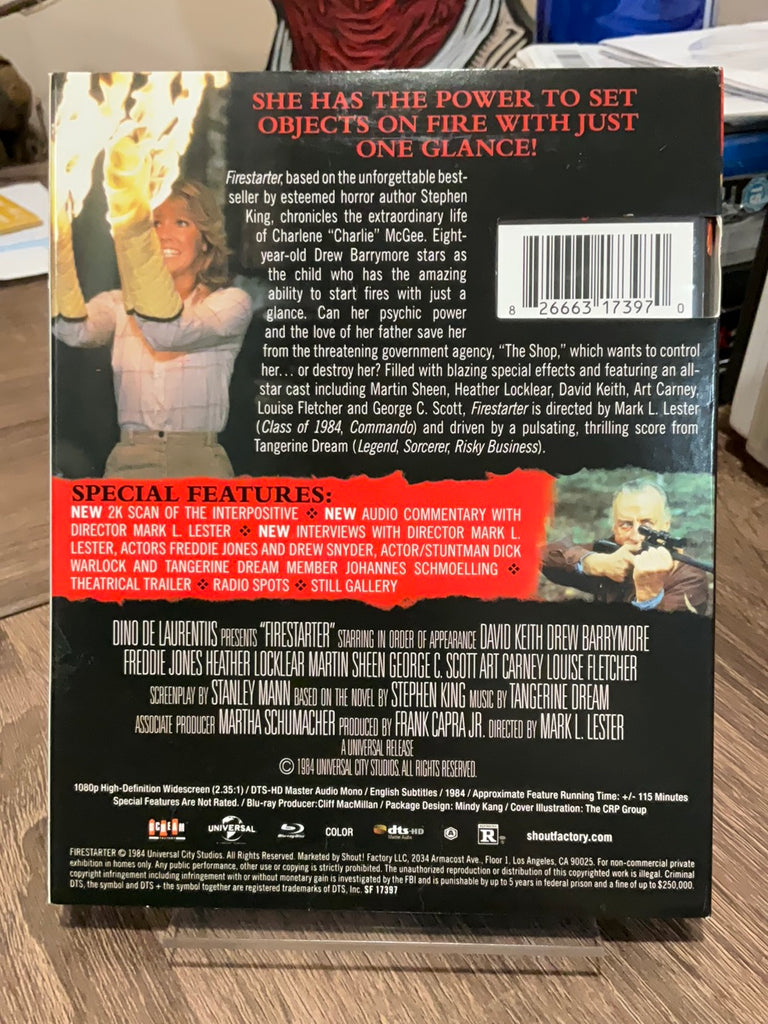 SHE HAS THE POWER TO SET
OBJECTS ON FIRE WITH JUST
ONE GLANCE!
Firestarter, based on the unforgettable best-
seller by esteemed horror author Stephen
King, chronicles the extraordinary life
of Charlene “Charlie” McGee. Eight-
year-old Drew Barrymore stars as
the child who has the amazing
ability to start fires with just a
glance. Can her psychic power
and the love of her father save her
from the threatening government agency, “The Shop,” which wants to control
her... or destroy her? Filled with blazing special effects and featuring an all-
star cast including Martin Sheen, Heather Locklear, David Keith, Art Carney,
Louise Fletcher and George C. Scott, Firestarter is directed by Mark L. Lester
(Class of 1984, Commando) and driven by a pulsating, thrilling score from
Tangerine Dream (Legend, Sorcerer, Risky Business).
8 26663 17397 0
SPECIAL FEATURES:
NEW 2K SCAN OF THE INTERPOSITIVE ❖ NEW AUDIO COMMENTARY WITH
DIRECTOR MARK L. LESTER ❖ NEW INTERVIEWS WITH DIRECTOR MARK L.
LESTER, ACTORS FREDDIE JONES AND DREW SNYDER, ACTOR/STUNTMAN DICK
WARLOCK AND TANGERINE DREAM MEMBER JOHANNES SCHMOELLING ❖
THEATRICAL TRAILER ❖ RADIO SPOTS ❖ STILL GALLERY
DINO DE LAURENTIIS PRESENTS “FIRESTARTER” STARRING IN ORDER OF APPEARANCE DAVID KEITH DREW BARRYMORE
FREDDIE JONES HEATHER LOCKLEAR MARTIN SHEEN GEORGE C. SCOTT ART CARNEY LOUISE FLETCHER
SCREENPLAY BY STANLEY MANN BASED ON THE NOVEL BY STEPHEN KING MUSIC BY TANGERINE DREAM
ASSOCIATE PRODUCER MARTHA SCHUMACHER PRODUCED BY FRANK CAPRA JR. DIRECTED BY MARK L. LESTER
A UNIVERSAL RELEASE
© 1984 UNIVERSAL CITY STUDIOS. ALL RIGHTS RESERVED.
1080p High-Definition Widescreen (2.35:1) / DTS-HD Master Audio Mono / English Subtitles / 1984 / Approximate Feature Running Time: +/- 115 Minutes
Special Features Are Not Rated. / Blu-ray Producer: Cliff MacMillan / Package Design: Mindy Kang / Cover Illustration: The CRP Group
SCREAM FACTORY UNIVERSAL Blu-ray Disc COLOR dts-HD Master Audio R shoutfactory.com
FIRESTARTER © 1984 Universal City Studios. All Rights Reserved. Marketed by Shout! Factory LLC, 2034 Armacost Ave., Floor 1, Los Angeles, CA 90025. For non-commercial private
exhibition in homes only. Any public performance, other use or copying is strictly prohibited. The unauthorized reproduction or distribution of this copyrighted work is illegal. Criminal
copyright infringement including infringement with or without monetary gain is investigated by the FBI and is punishable by up to 5 years in federal prison and a fine of up to $250,000.
DTS, the symbol and DTS + the symbol together are registered trademarks of DTS, Inc. SF 17397